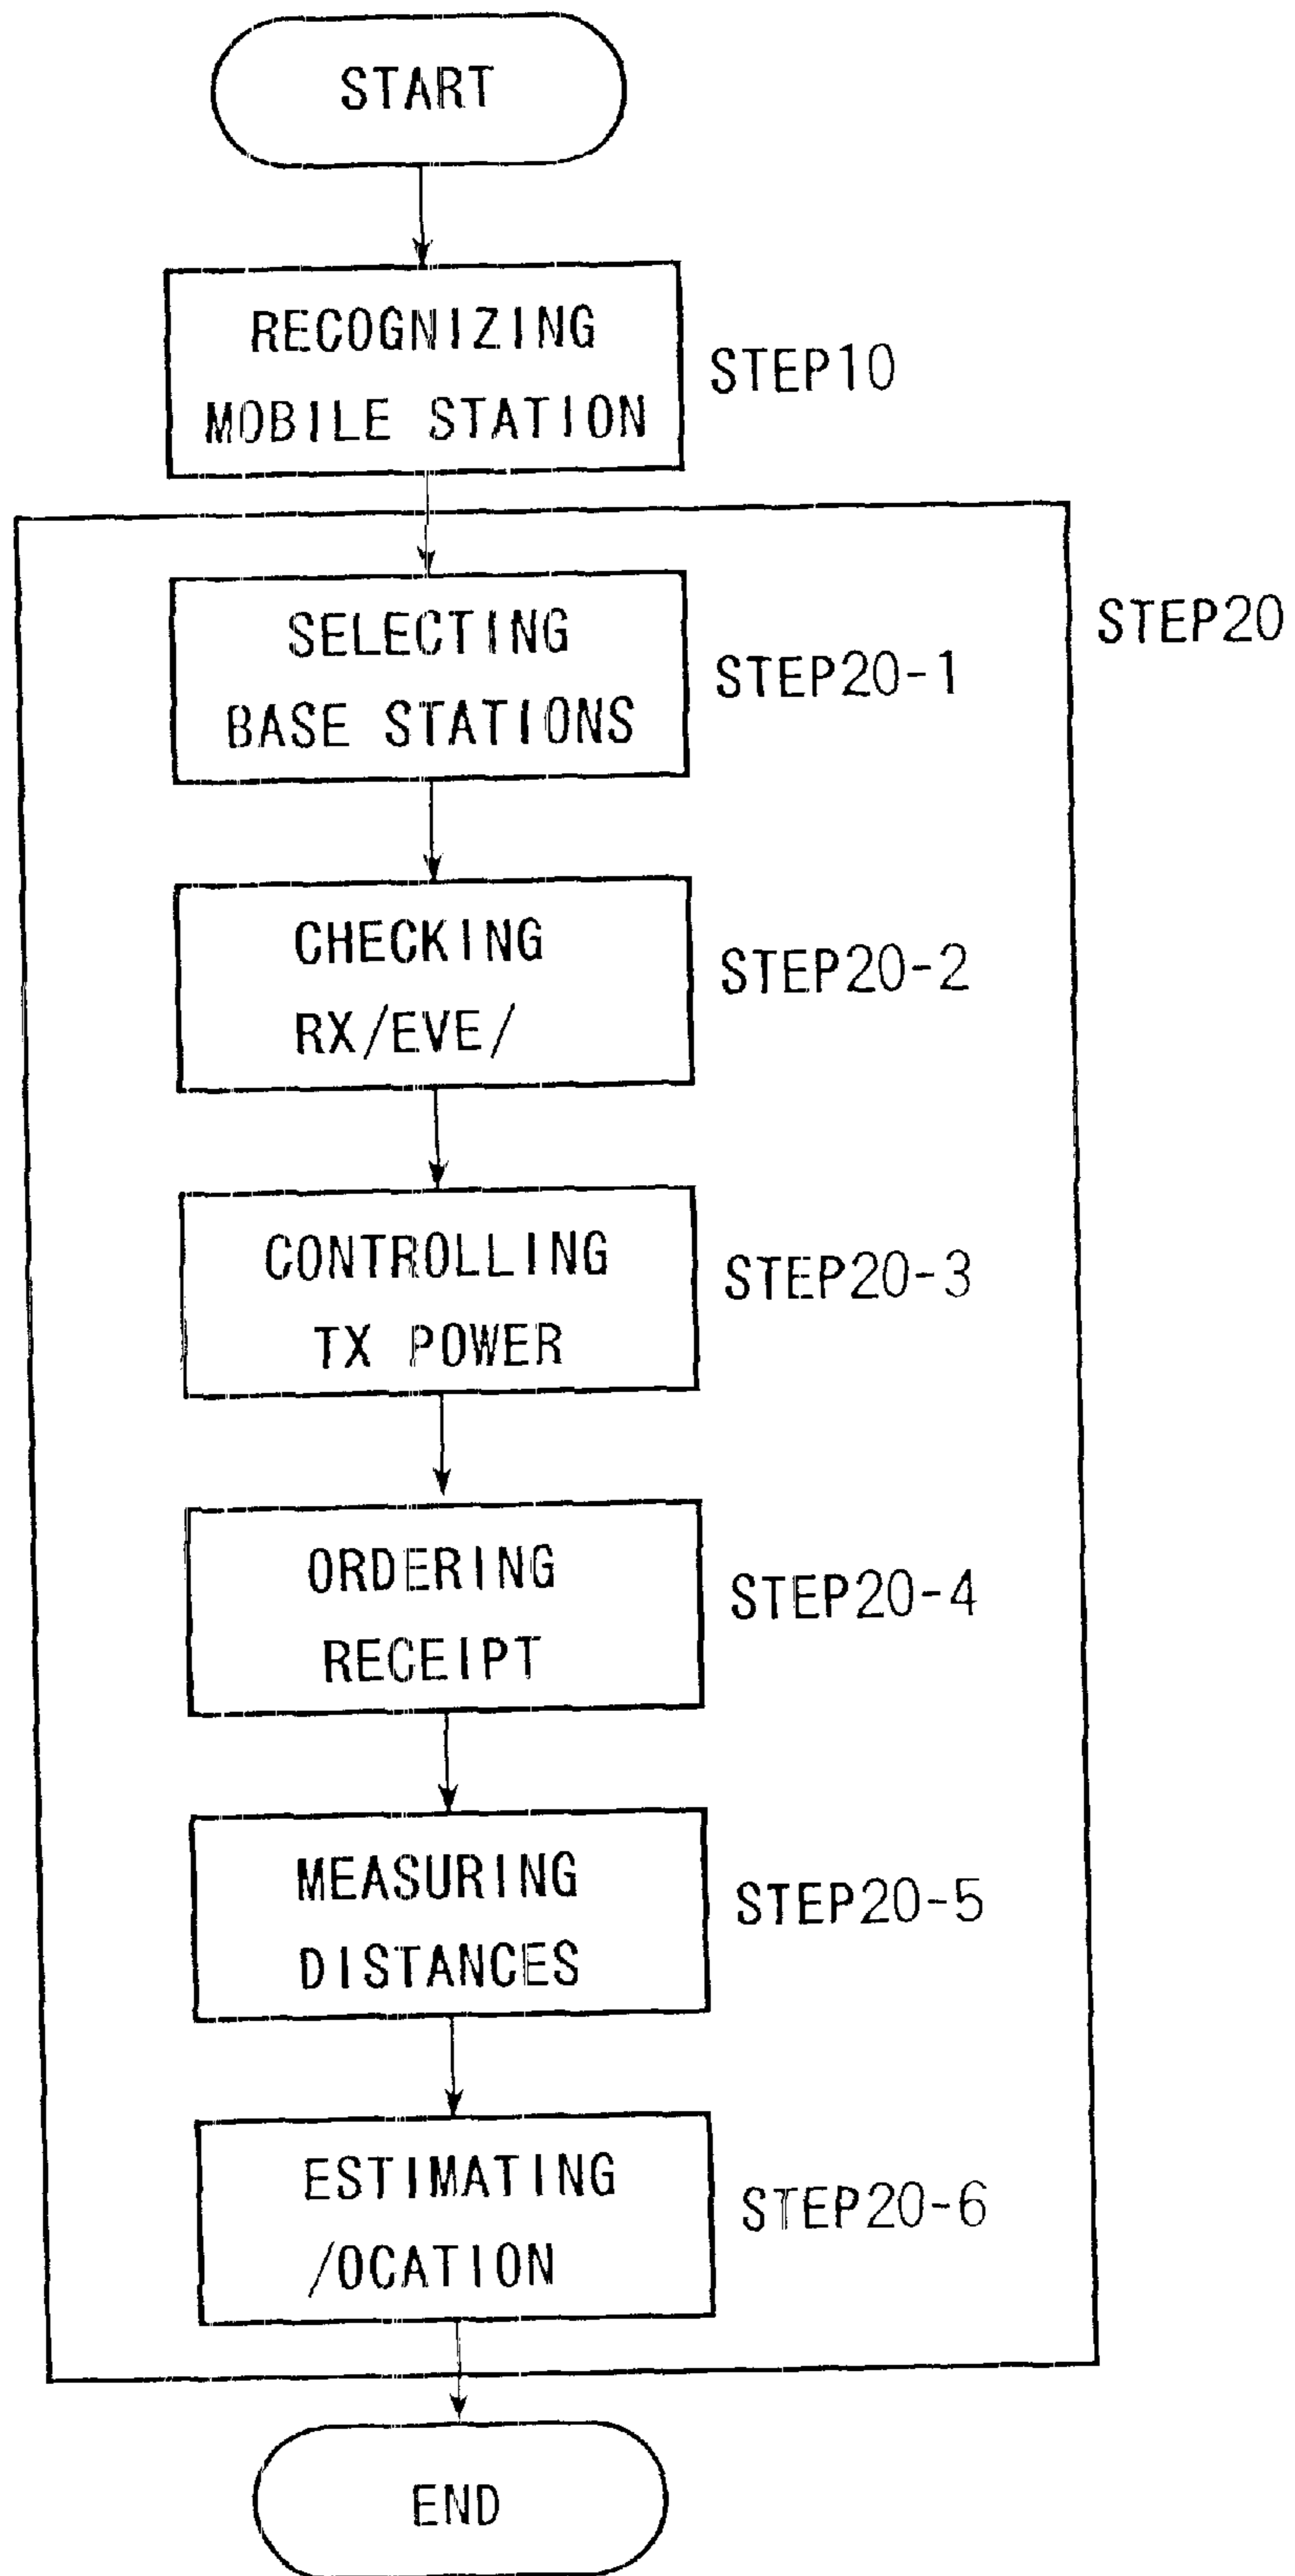 START
RECOGNIZING
MOBILE STATION
STEP10
STEP20
SELECTING
BASE STATIONS
STEP20-1
CHECKING
RX/EVE/
STEP20-2
CONTROLLING
TX POWER
STEP20-3
ORDERING
RECEIPT
STEP20-4
MEASURING
DISTANCES
STEP20-5
ESTIMATING
/OCATION
STEP20-6
END